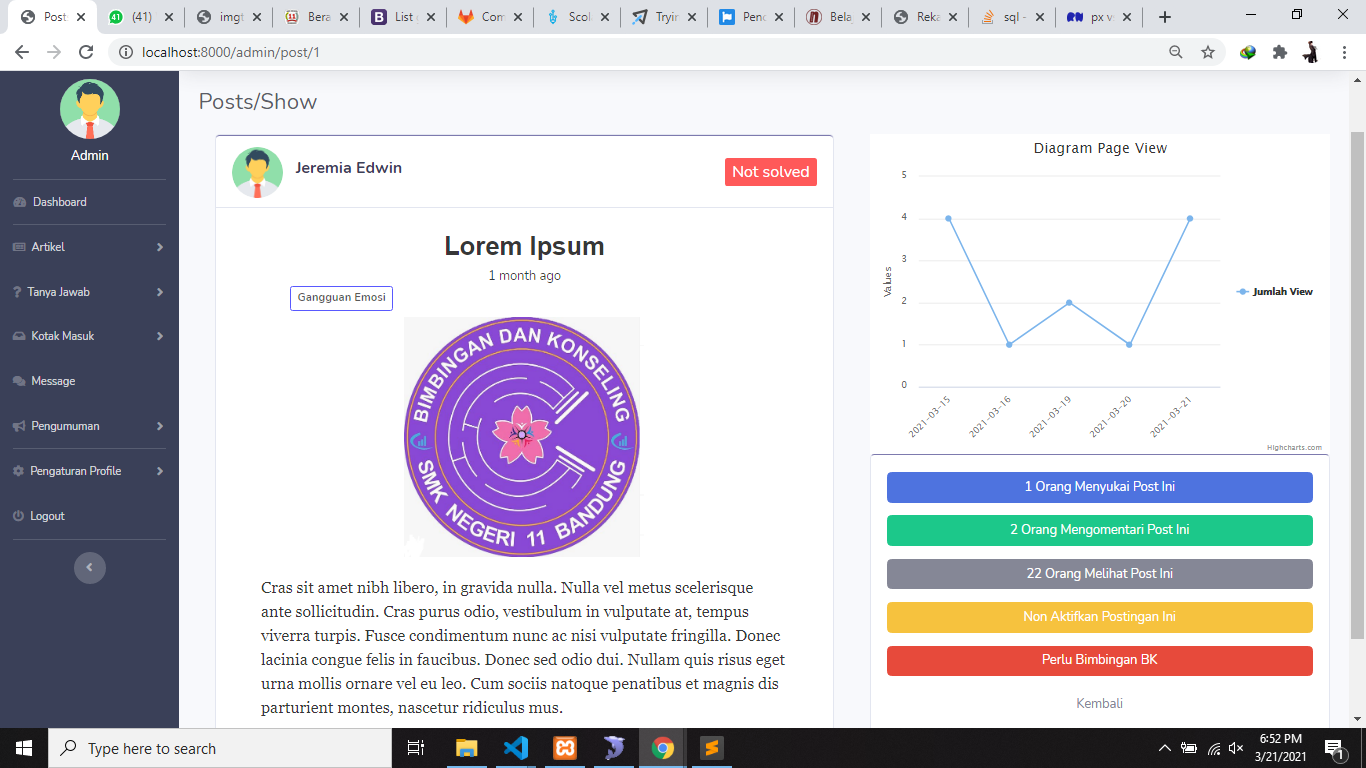 Post
(41)
imgt
Bera
List
Com
Scol
Tryir
Penc
Bela
Reka
sql -
px v
localhost:8000/admin/post/1
Admin
Dashboard
Artikel
Tanya Jawab
Kotak Masuk
Message
Pengumuman
Pengaturan Profile
Logout
Posts/Show
Jeremia Edwin
Not solved
Lorem Ipsum
1 month ago
Gangguan Emosi
BIMBINGAN DAN KONSELING
SMK NEGERI 11 BANDUNG
Cras sit amet nibh libero, in gravida nulla. Nulla vel metus scelerisque
ante sollicitudin. Cras purus odio, vestibulum in vulputate at, tempus
viverra turpis. Fusce condimentum nunc ac nisi vulputate fringilla. Donec
lacinia congue felis in faucibus. Donec sed odio dui. Nullam quis risus eget
urna mollis ornare vel eu leo. Cum sociis natoque penatibus et magnis dis
parturient montes, nascetur ridiculus mus.
Diagram Page View
Values
5
4
3
2
1
0
2021-03-15
2021-03-16
2021-03-19
2021-03-20
2021-03-21
Jumlah View
Highcharts.com
1 Orang Menyukai Post Ini
2 Orang Mengomentari Post Ini
22 Orang Melihat Post Ini
Non Aktifkan Postingan Ini
Perlu Bimbingan BK
Kembali
Type here to search
6:52 PM
3/21/2021
1